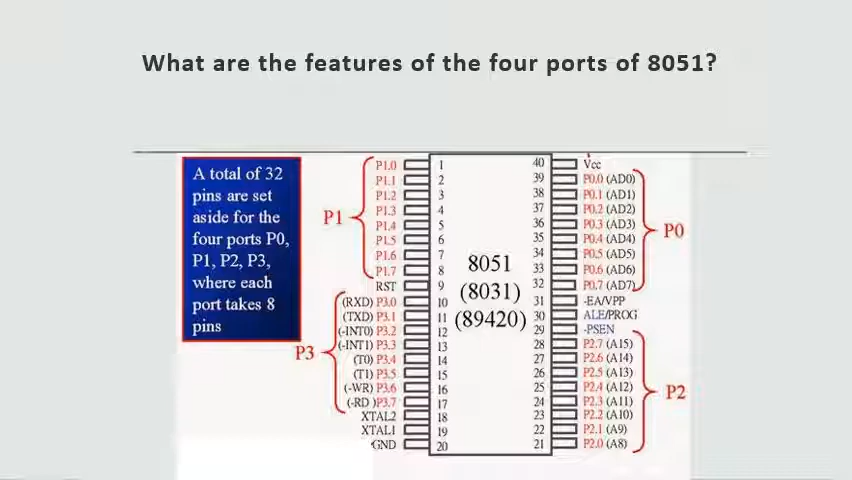 What are the features of the four ports of 8051?
A total of 32
pins are set
aside for the
four ports P0,
P1, P2, P3,
where each
port takes 8
pins
P1
P1.0
P1.1
P1.2
P1.3
P1.4
P1.5
P1.6
P1.7
RST
P3
(RXD) P3.0
(TXD) P3.1
(-INT0) P3.2
(-INT1) P3.3
(T0) P3.4
(T1) P3.5
(-WR) P3.6
(-RD )P3.7
XTAL2
XTAL1
GND
1
2
3
4
5
6
7
8
9
10
11
12
13
14
15
16
17
18
19
20
8051
(8031)
(89420)
40
39
38
37
36
35
34
33
32
31
30
29
28
27
26
25
24
23
22
21
Vcc
P0.0 (AD0)
P0.1 (AD1)
P0.2 (AD2)
P0.3 (AD3)
P0.4 (AD4)
P0.5 (AD5)
P0.6 (AD6)
P0.7 (AD7)
-EA/VPP
ALE/PROG
-PSEN
P2.7 (A15)
P2.6 (A14)
P2.5 (A13)
P2.4 (A12)
P2.3 (A11)
P2.2 (A10)
P2.1 (A9)
P2.0 (A8)
P0
P2